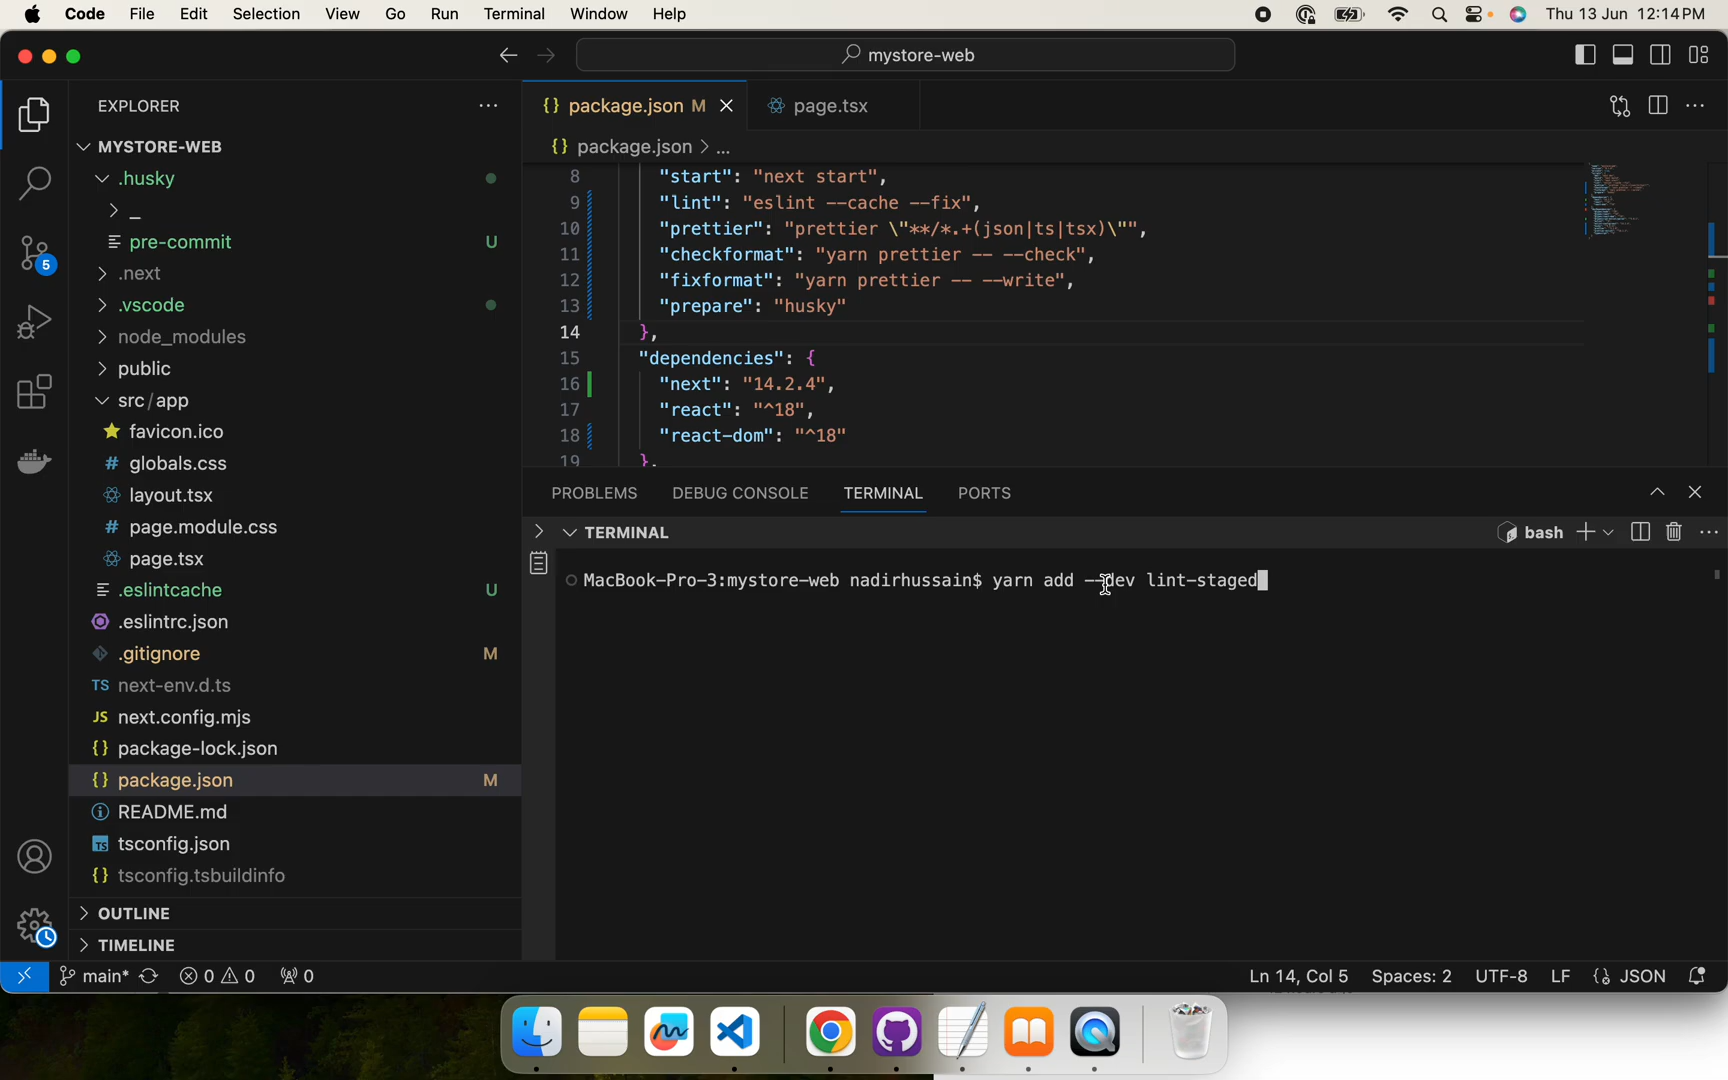 Code File Edit Selection View Go Run Terminal Window Help Thu 13 Jun 12:14 PM
mystore-web
EXPLORER
MYSTORE-WEB
.husky
_
pre-commit U
.next
.vscode
node_modules
public
src/app
favicon.ico
globals.css
layout.tsx
page.module.css
page.tsx
.eslintcache U
.eslintrc.json
.gitignore M
TS next-env.d.ts
JS next.config.mjs
{} package-lock.json
{} package.json M
README.md
TS tsconfig.json
{} tsconfig.tsbuildinfo
OUTLINE
TIMELINE
5
{} package.json M page.tsx
{} package.json > ...
8 "start": "next start",
9 "lint": "eslint --cache --fix",
10 "prettier": "prettier \"**/*.+(json|ts|tsx)\"",
11 "checkformat": "yarn prettier -- --check",
12 "fixformat": "yarn prettier -- --write",
13 "prepare": "husky"
14 },
15 "dependencies": {
16 "next": "14.2.4",
17 "react": "^18",
18 "react-dom": "^18"
19 },
PROBLEMS DEBUG CONSOLE TERMINAL PORTS
TERMINAL bash
MacBook-Pro-3:mystore-web nadirhussain$ yarn add --dev lint-staged
main* 0 0 0 Ln 14, Col 5 Spaces: 2 UTF-8 LF {} JSON